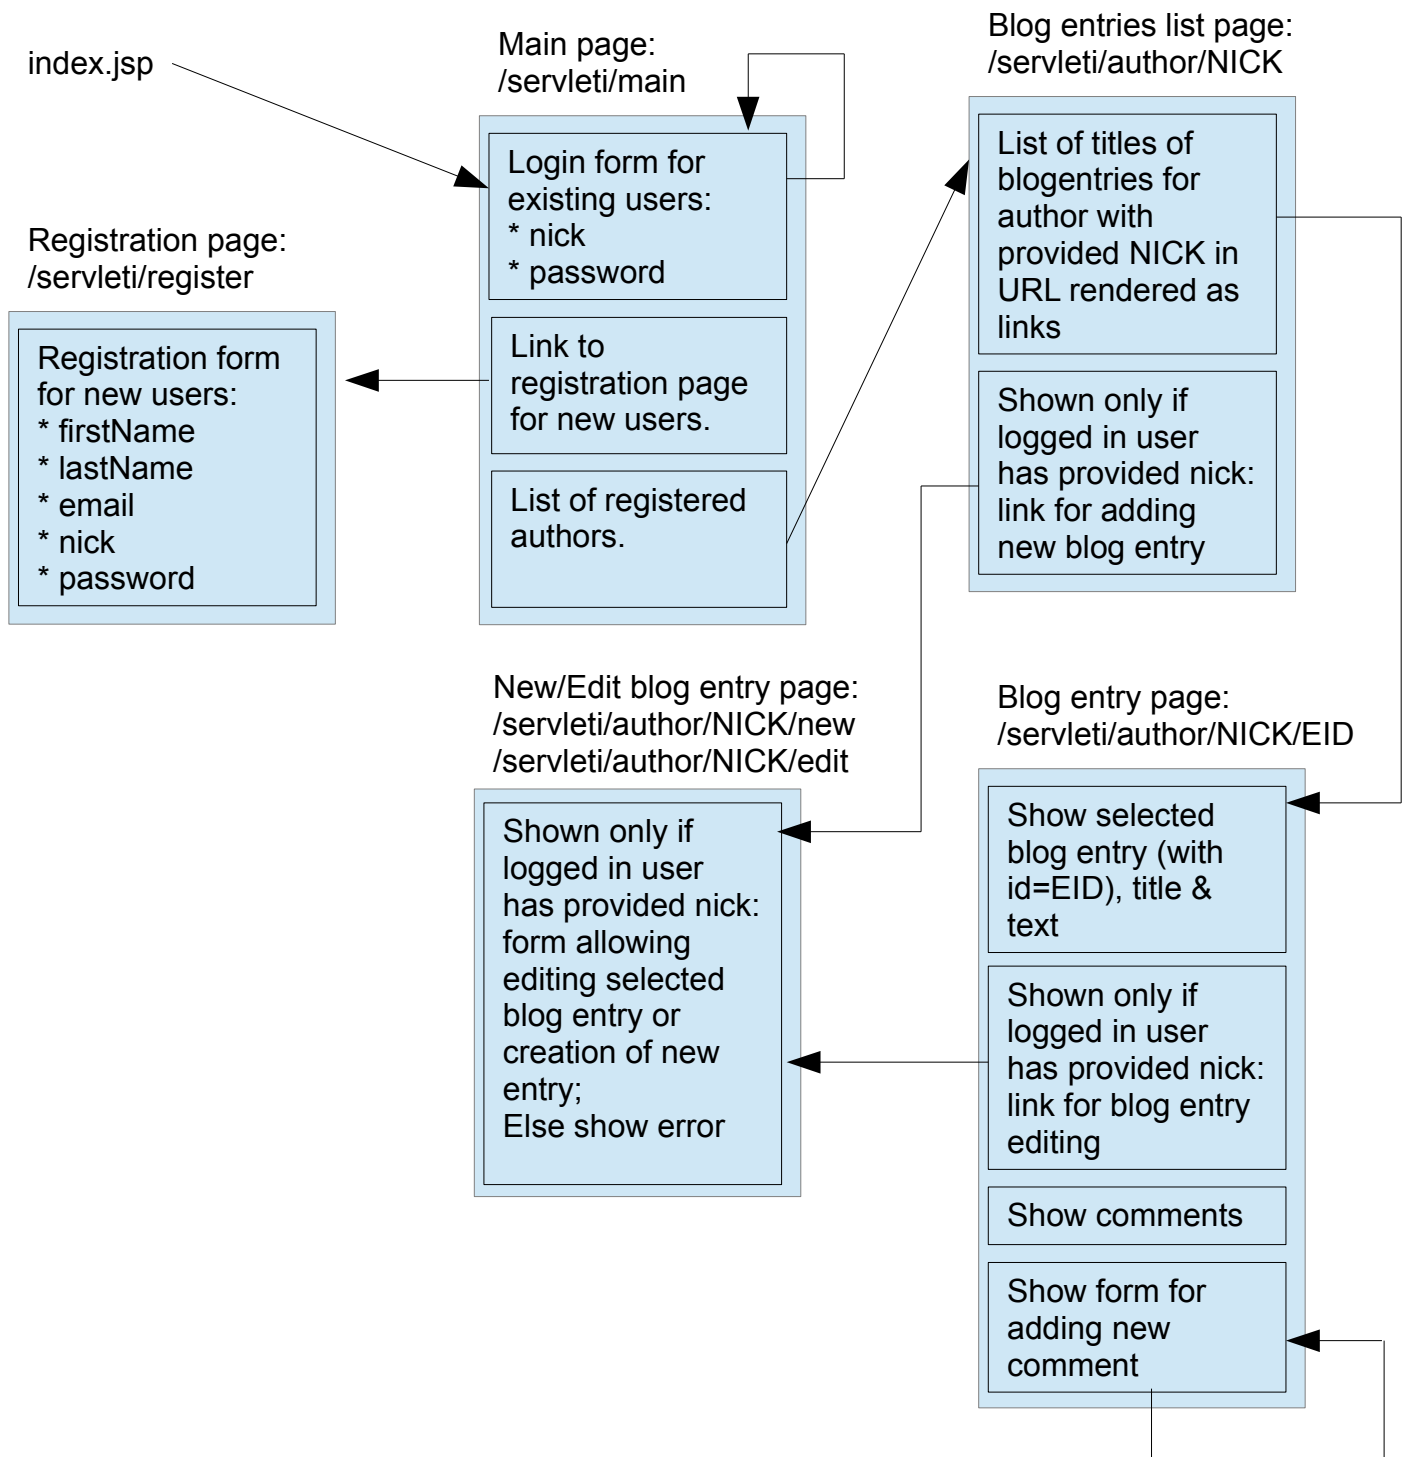 index.jsp
Main page:
/servleti/main
Login form for
existing users:
* nick
* password
Link to
registration page
for new users.
List of registered
authors.
Registration page:
/servleti/register
Registration form
for new users:
* firstName
* lastName
* email
* nick
* password
Blog entries list page:
/servleti/author/NICK
List of titles of
blogentries for
author with
provided NICK in
URL rendered as
links
Shown only if
logged in user
has provided nick:
link for adding
new blog entry
New/Edit blog entry page:
/servleti/author/NICK/new
/servleti/author/NICK/edit
Shown only if
logged in user
has provided nick:
form allowing
editing selected
blog entry or
creation of new
entry;
Else show error
Blog entry page:
/servleti/author/NICK/EID
Show selected
blog entry (with
id=EID), title &
text
Shown only if
logged in user
has provided nick:
link for blog entry
editing
Show comments
Show form for
adding new
comment